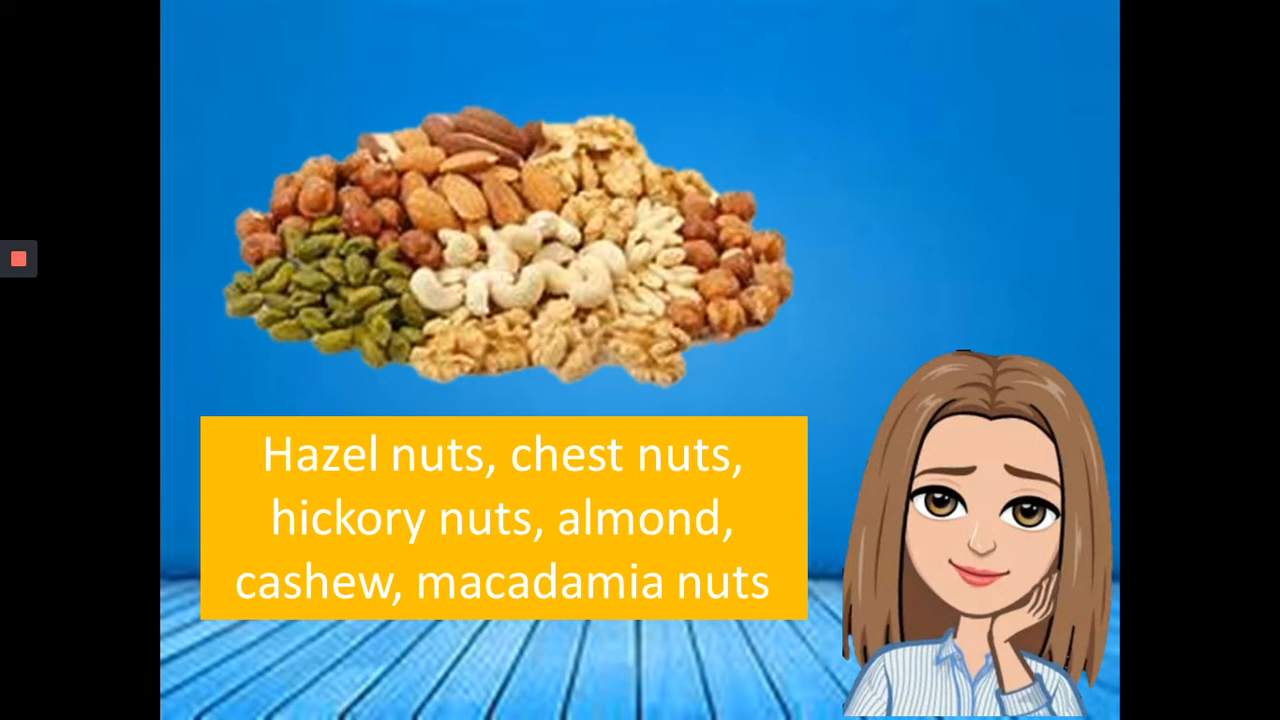 Hazel nuts, chest nuts,
hickory nuts, almond,
cashew, macadamia nuts